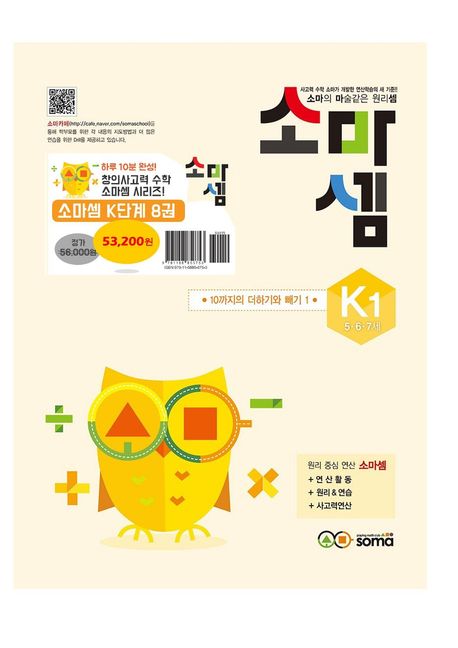 사고력 수학 소마가 개발한 연산학습의 새 기준!!
소마의 마술같은 원리셈
소마셈
소마카페(http://cafe.naver.com/somaschool)를
통해 학부모를 위한 각 내용의 지도방법과 더 많은
연습을 위한 Drill을 제공하고 있습니다.
하루 10분 완성!
창의사고력 수학
소마셈 시리즈!
소마셈
소마셈 K단계 8권
정가
56,000원
53,200원
• 10까지의 더하기와 빼기 1 •
K1
5·6·7세
원리 중심 연산 소마셈
+ 연산활동
+ 원리&연습
+ 사고력연산
soma